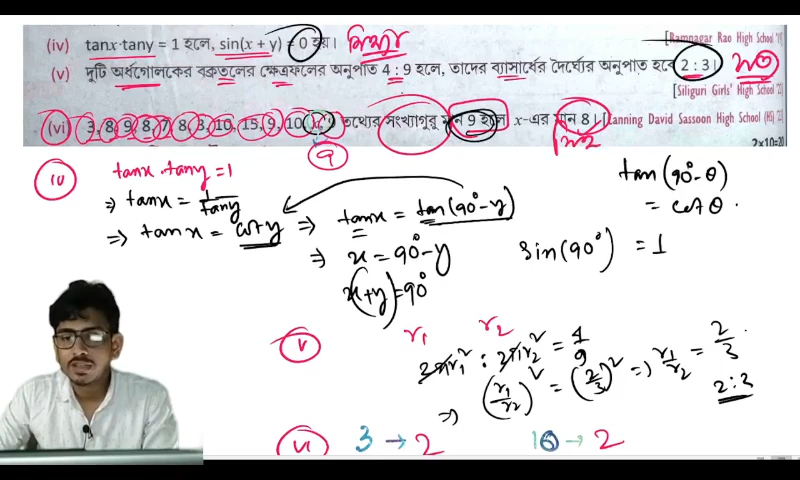 (iv) tanx·tany = 1 হলে, sin(x + y) = 0 হয়। মিথ্যা
[Ramnagar Rao High School
(v) দুটি অর্ধগোলকের বক্রতলের ক্ষেত্রফলের অনুপাত 4 : 9 হলে, তাদের ব্যাসার্ধের দৈর্ঘ্যের অনুপাত হবে 2 : 3। সত্য
[Siliguri Girls' High School '22]
(vi) 3, 8, 9, 8, 7, 8, 3, 10, 15, 9, 10, x, 9 তথ্যের সংখ্যাগুরু মান 9 হলে x-এর মান 8। [Canning David Sassoon High School (HS) '22]
9
2×10=20
iv
tanx·tany = 1
⇒ tanx = 1/tany
⇒ tanx = cot y ⇒ tanx = tan(90°-y)
⇒ x = 90°-y
(x+y) = 90°
tan(90°-θ)
= cotθ.
sin(90°) = 1
v
r₁ r₂
2πr₁² : 2πr₂² = 4/9
⇒ (r₁/r₂)² = (2/3)² ⇒ r₁/r₂ = 2/3
2:3
vi 3 → 2 10 → 2